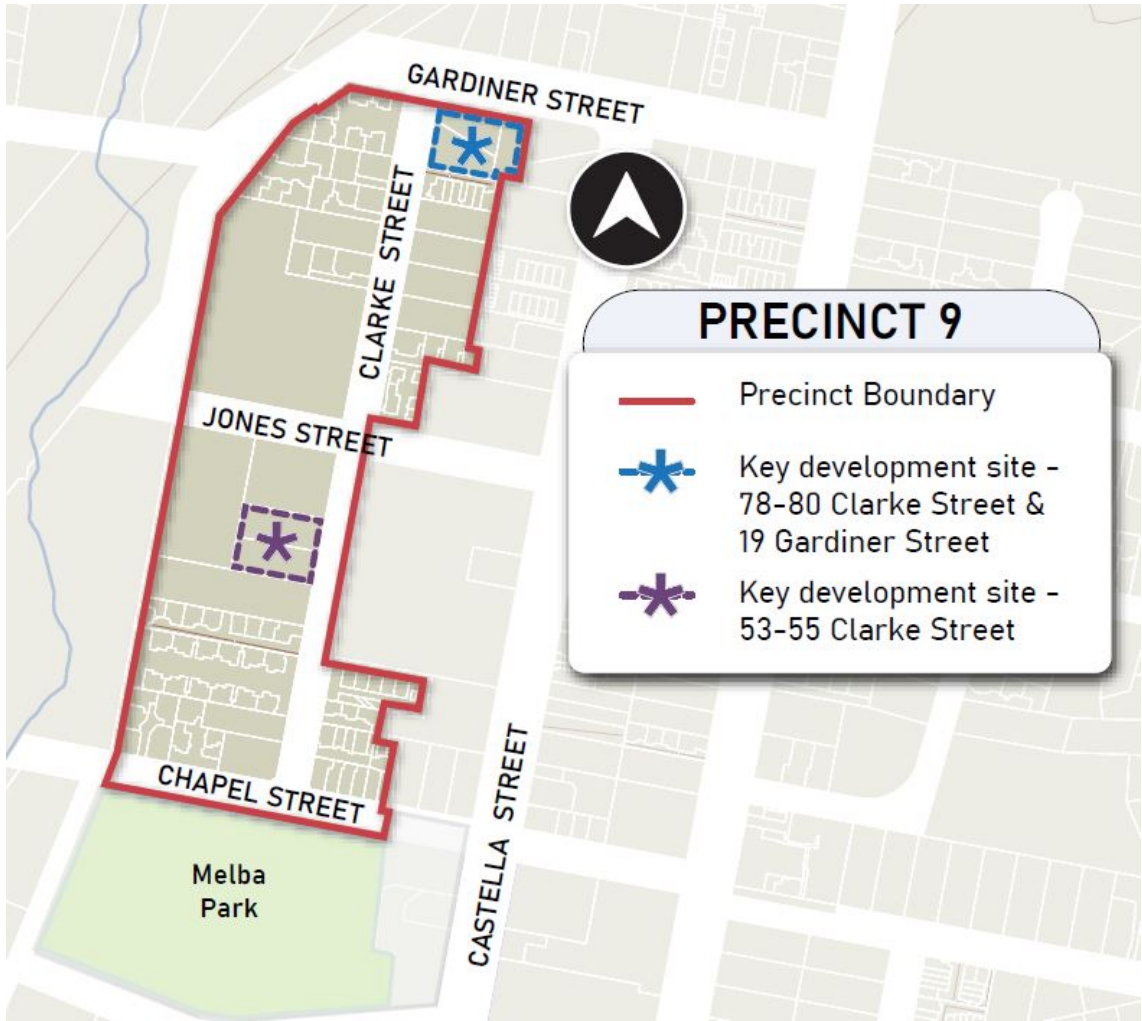 GARDINER STREET
CLARKE STREET
PRECINCT 9
Precinct Boundary
JONES STREET
Key development site -
78-80 Clarke Street &
19 Gardiner Street
Key development site -
53-55 Clarke Street
CHAPEL STREET
CASTELLA STREET
Melba
Park